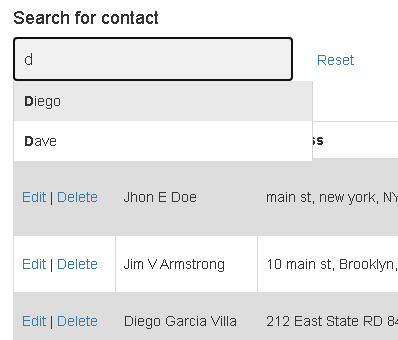 Search for contact
d
Reset
Diego
Dave
ss
Edit | Delete Jhon E Doe main st, new york, NY
Edit | Delete Jim V Armstrong 10 main st, Brooklyn,
Edit | Delete Diego Garcia Villa 212 East State RD 84